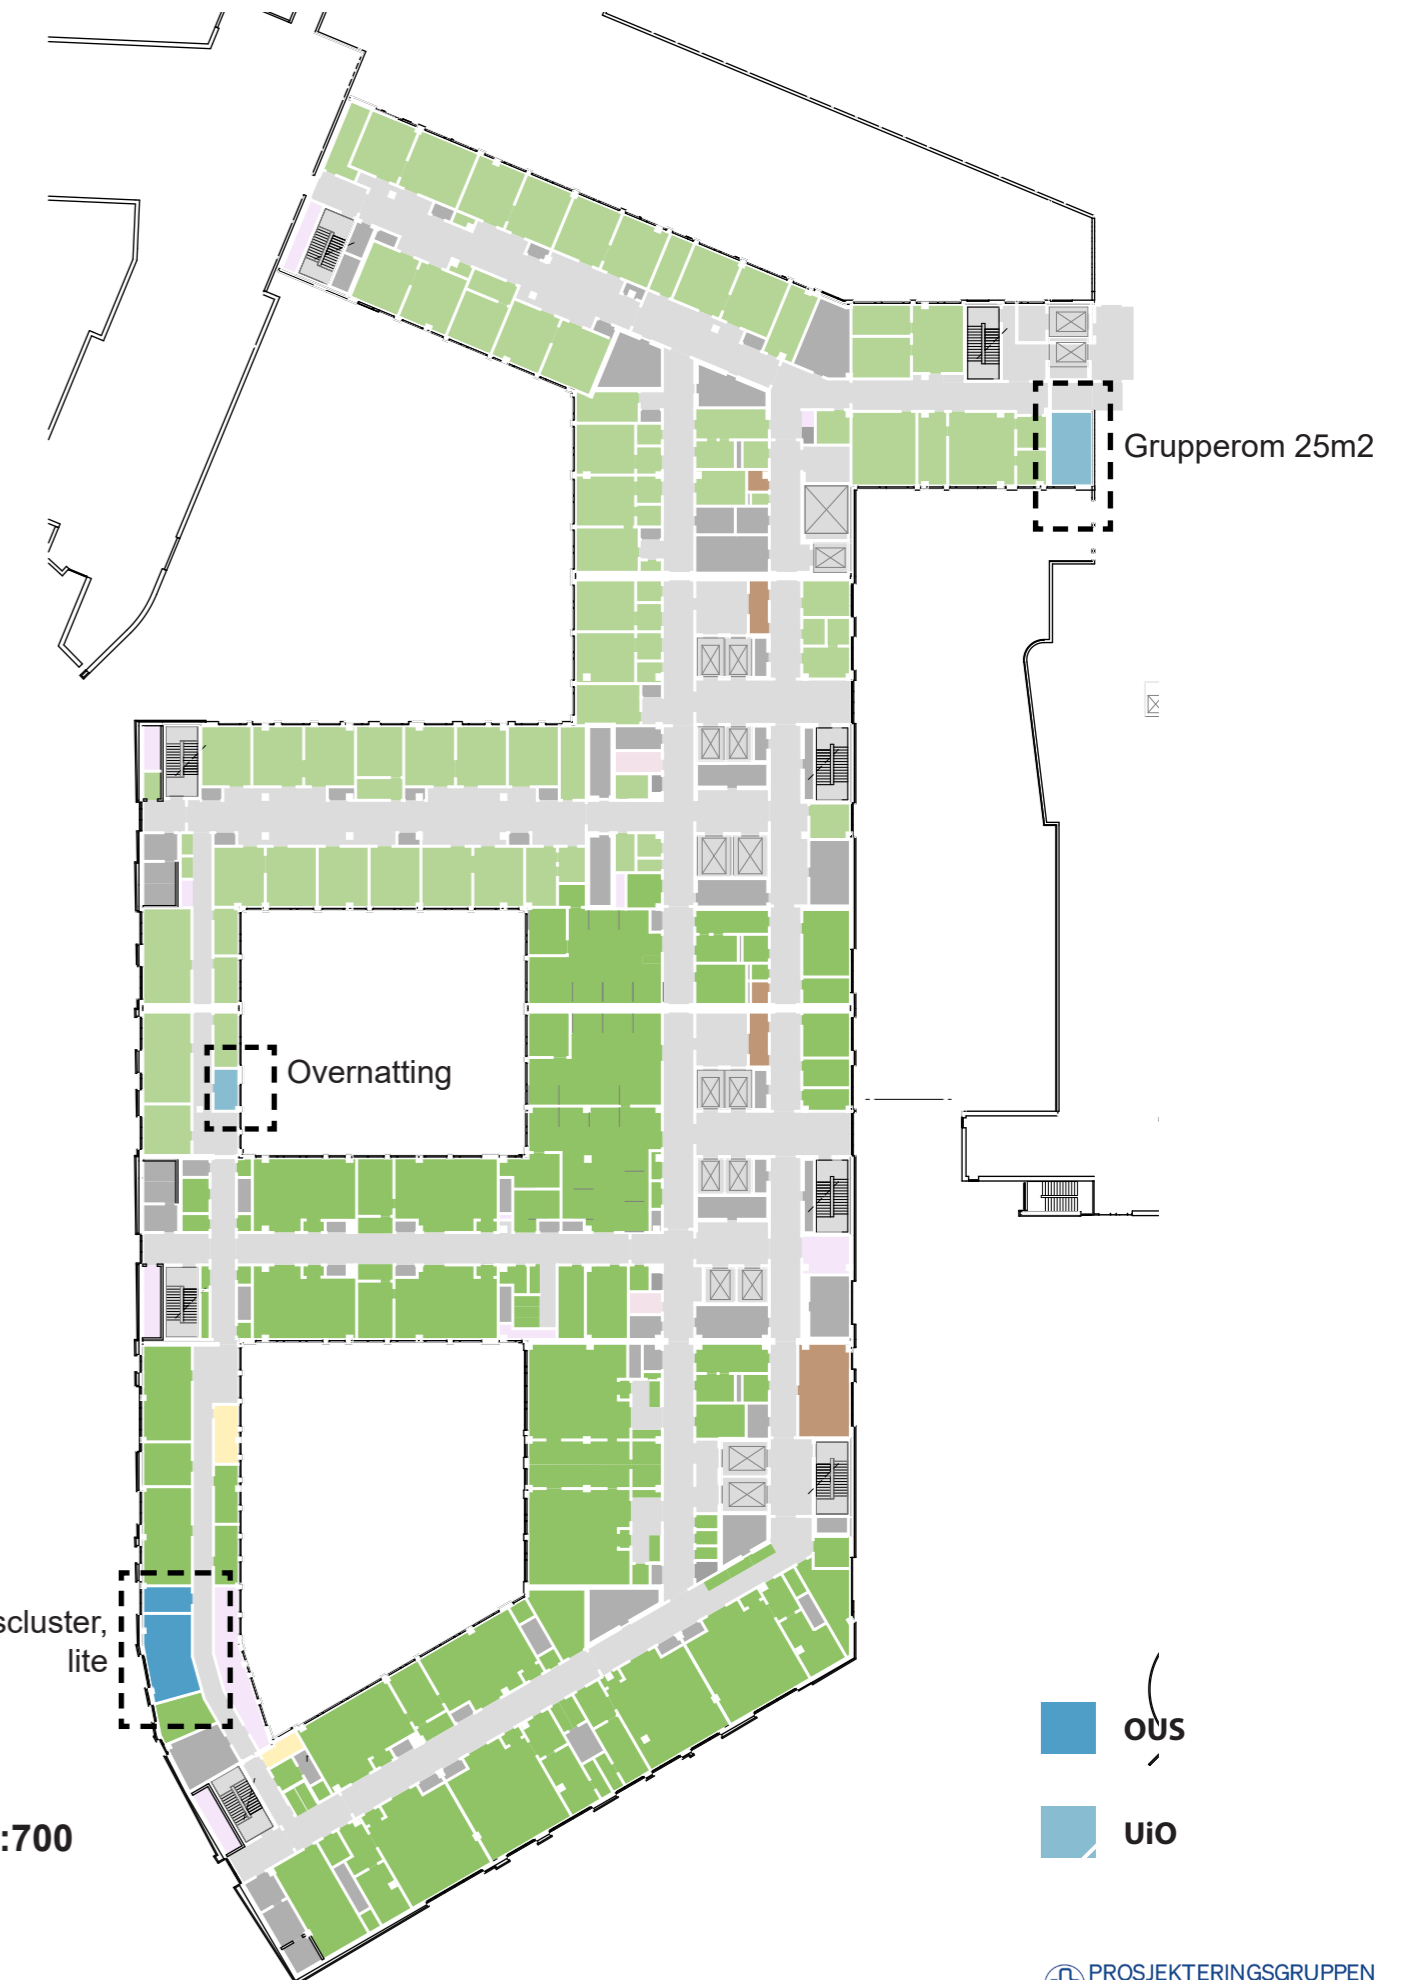 Grupperom 25m2
Overnatting
scluster,
lite
OUS
:700
UiO
PROSJEKTERINGSGRUPPEN